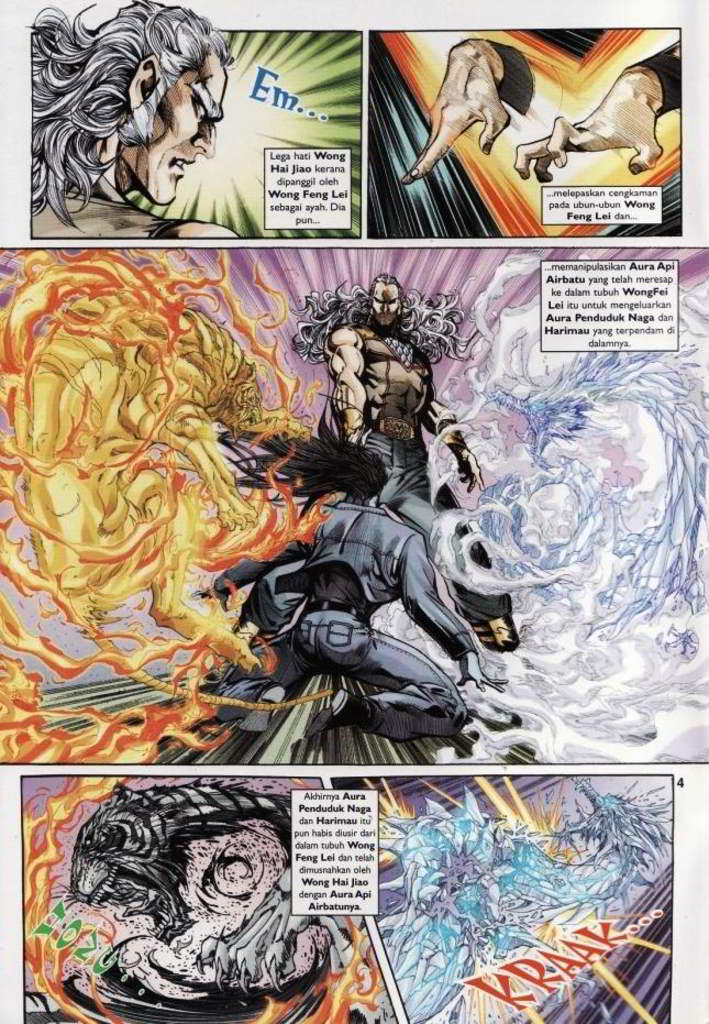 Em...
Lega hati Wong
Hai Jiao kerana
dipanggil oleh
Wong Feng Lei
sebagai ayah. Dia
pun...
...melepaskan cengkaman
pada ubun-ubun Wong
Feng Lei dan...
...memanipulasikan Aura Api
Airbatu yang telah meresap
ke dalam tubuh WongFei
Lei itu untuk mengeluarkan
Aura Penduduk Naga dan
Harimau yang terpendam di
dalamnya.
4
Akhirnya Aura
Penduduk Naga
dan Harimau itu
pun habis diusir dari
dalam tubuh Wong
Feng Lei dan telah
dimusnahkan oleh
Wong Hai Jiao
dengan Aura Api
Airbatunya.
ZOZU...
KRAAK...